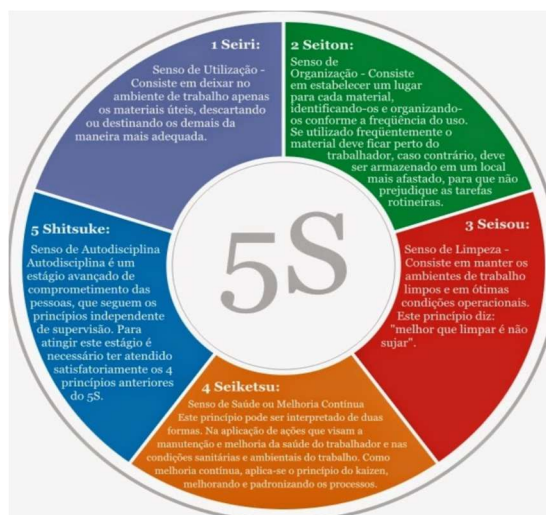 1 Seiri:
Senso de Utilização -
Consiste em deixar no
ambiente de trabalho apenas
os materiais úteis, descartando
ou destinando os demais da
maneira mais adequada.
2 Seiton:
Senso de
Organização - Consiste
em estabelecer um lugar
para cada material,
identificando-os e organizando-
os conforme a freqüência do uso.
Se utilizado freqüentemente o
material deve ficar perto do
trabalhador, caso contrário, deve
ser armazenado em um local
mais afastado, para que não
prejudique as tarefas
rotineiras.
3 Seisou:
Senso de Limpeza -
Consiste em manter os
ambientes de trabalho
limpos e em ótimas
condições operacionais.
Este princípio diz:
"melhor que limpar é não
sujar".
4 Seiketsu:
Senso de Saúde ou Melhoria Contínua
Este princípio pode ser interpretado de duas
formas. Na aplicação de ações que visam a
manutenção e melhoria da saúde do trabalhador e nas
condições sanitárias e ambientais do trabalho. Como
melhoria contínua, aplica-se o princípio do kaizen,
melhorando e padronizando os processos.
5 Shitsuke:
Senso de Autodisciplina
Autodisciplina é um
estágio avançado de
comprometimento das
pessoas, que seguem os
princípios independente
de supervisão. Para
atingir este estágio é
necessário ter atendido
satisfatoriamente os 4
princípios anteriores
do 5S.
5S